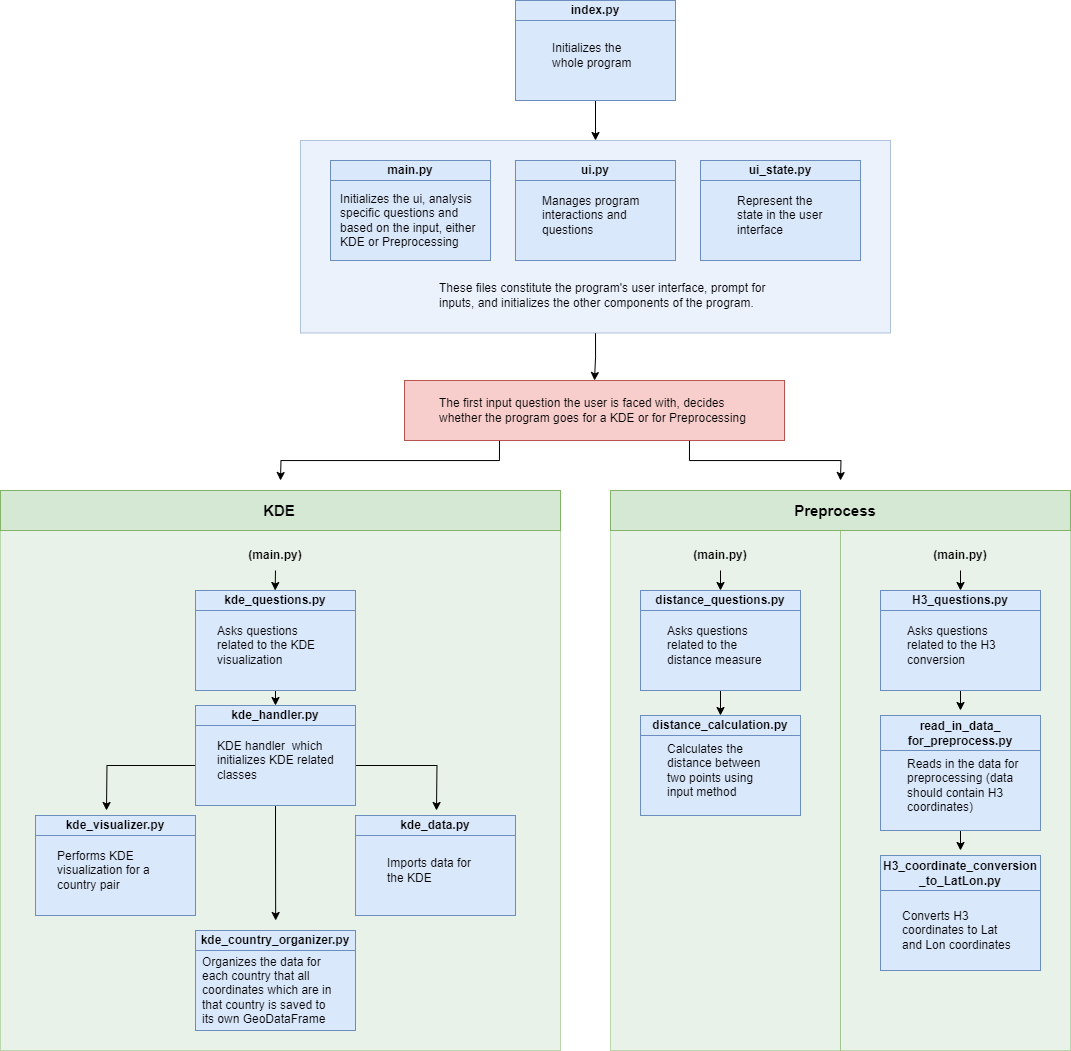 index.py
Initializes the
whole program
main.py
Initializes the ui, analysis
specific questions and
based on the input, either
KDE or Preprocessing
ui.py
Manages program
interactions and
questions
ui_state.py
Represent the
state in the user
interface
These files constitute the program's user interface, prompt for
inputs, and initializes the other components of the program.
The first input question the user is faced with, decides
whether the program goes for a KDE or for Preprocessing
KDE
(main.py)
kde_questions.py
Asks questions
related to the KDE
visualization
kde_handler.py
KDE handler which
initializes KDE related
classes
kde_visualizer.py
Performs KDE
visualization for a
country pair
kde_data.py
Imports data for
the KDE
kde_country_organizer.py
Organizes the data for
each country that all
coordinates which are in
that country is saved to
its own GeoDataFrame
Preprocess
(main.py)
distance_questions.py
Asks questions
related to the
distance measure
distance_calculation.py
Calculates the
distance between
two points using
input method
(main.py)
H3_questions.py
Asks questions
related to the H3
conversion
read_in_data_
for_preprocess.py
Reads in the data for
preprocessing (data
should contain H3
coordinates)
H3_coordinate_conversion
_to_LatLon.py
Converts H3
coordinates to Lat
and Lon coordinates